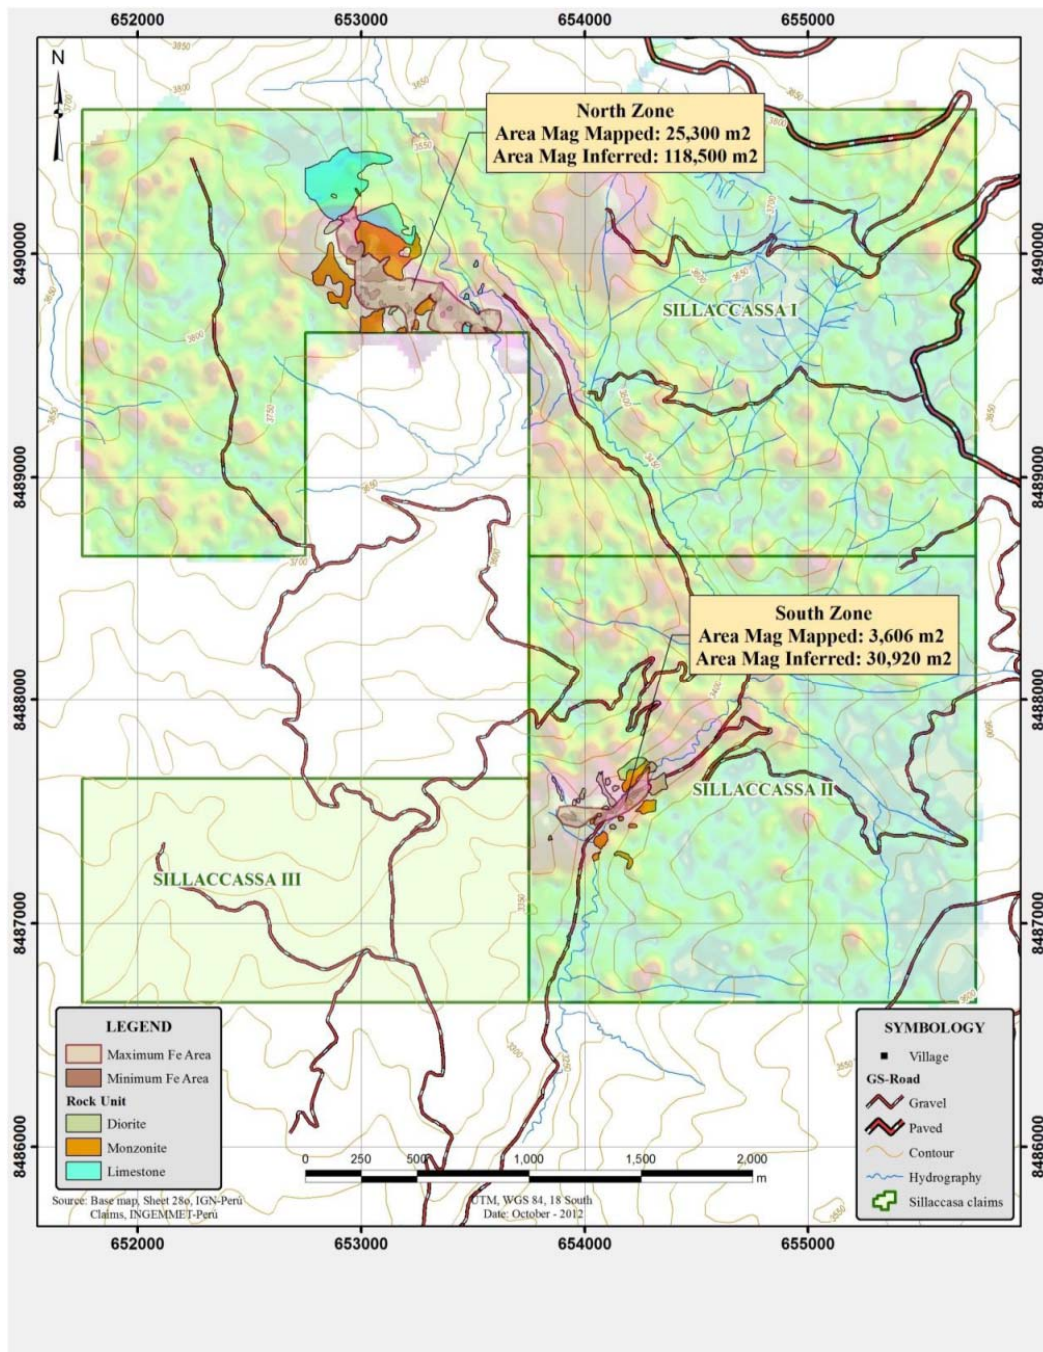 652000 653000 654000 655000
N
North Zone
Area Mag Mapped: 25,300 m2
Area Mag Inferred: 118,500 m2
8490000 8490000
SILLACCASSA I
8489000 8489000
South Zone
Area Mag Mapped: 3,606 m2
Area Mag Inferred: 30,920 m2
8488000 8488000
SILLACCASSA II
SILLACCASSA III
8487000 8487000
LEGEND
Maximum Fe Area
Minimum Fe Area
Rock Unit
Diorite
Monzonite
Limestone
SYMBOLOGY
Village
GS-Road
Gravel
Paved
Contour
Hydrography
Sillaccasa claims
8486000 8486000
0 250 500 1,000 1,500 2,000
m
Source: Base map, Sheet 28o, IGN-Perú
Claims, INGEMMET-Perú
UTM, WGS 84, 18 South
Date: October - 2012
652000 653000 654000 655000